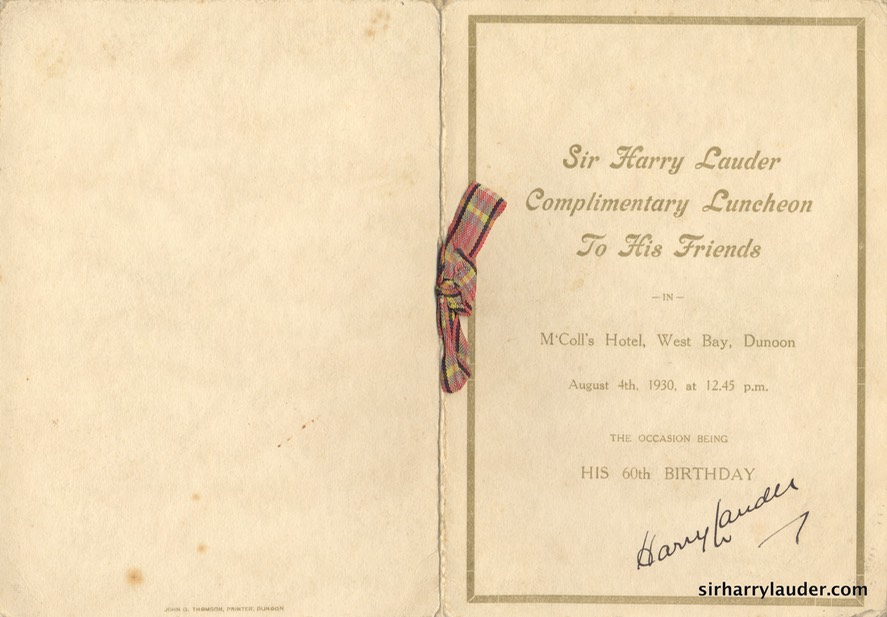 Sir Harry Lauder
Complimentary Luncheon
To His Friends
— IN —
M'Coll's Hotel, West Bay, Dunoon
August 4th, 1930, at 12.45 p.m.
THE OCCASION BEING
HIS 60th BIRTHDAY
Harry Lauder
JOHN G. THOMSON, PRINTER, DUNOON
sirharrylauder.com